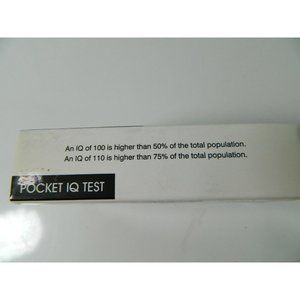 An IQ of 100 is higher than 50% of the total population.
An IQ of 110 is higher than 75% of the total population.
POCKET IQ TEST